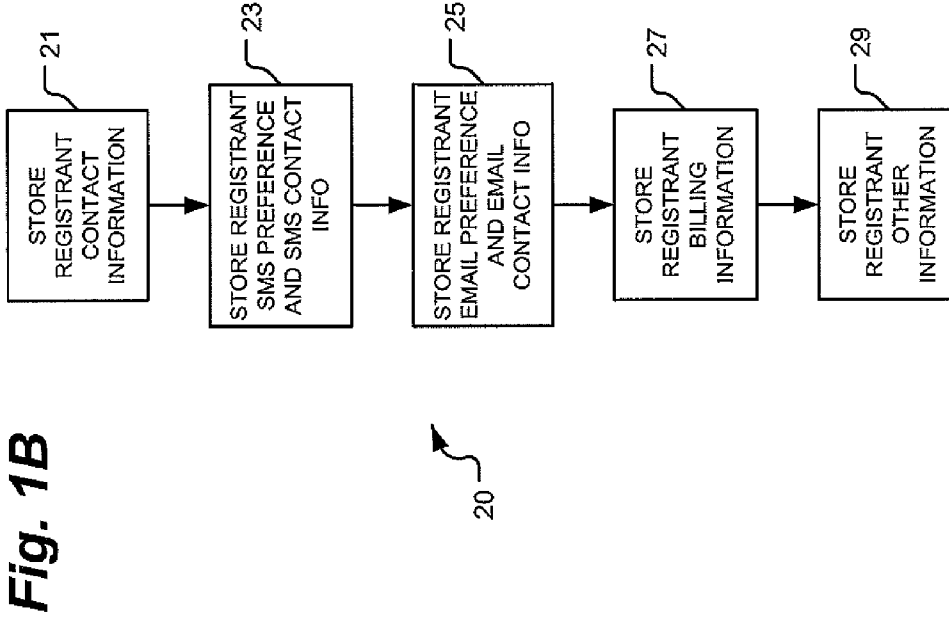 Fig. 1B
20
21
STORE
REGISTRANT
CONTACT
INFORMATION
23
STORE REGISTRANT
SMS PREFERENCE
AND SMS CONTACT
INFO
25
STORE REGISTRANT
EMAIL PREFERENCE
AND EMAIL
CONTACT INFO
27
STORE
REGISTRANT
BILLING
INFORMATION
29
STORE
REGISTRANT
OTHER
INFORMATION